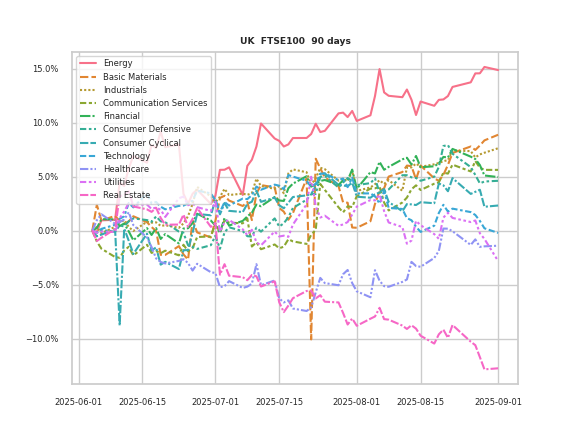 UK FTSE100 90 days
15.0%
10.0%
5.0%
0.0%
−5.0%
−10.0%
Energy
Basic Materials
Industrials
Communication Services
Financial
Consumer Defensive
Consumer Cyclical
Technology
Healthcare
Utilities
Real Estate
2025-06-01 2025-06-15 2025-07-01 2025-07-15 2025-08-01 2025-08-15 2025-09-01